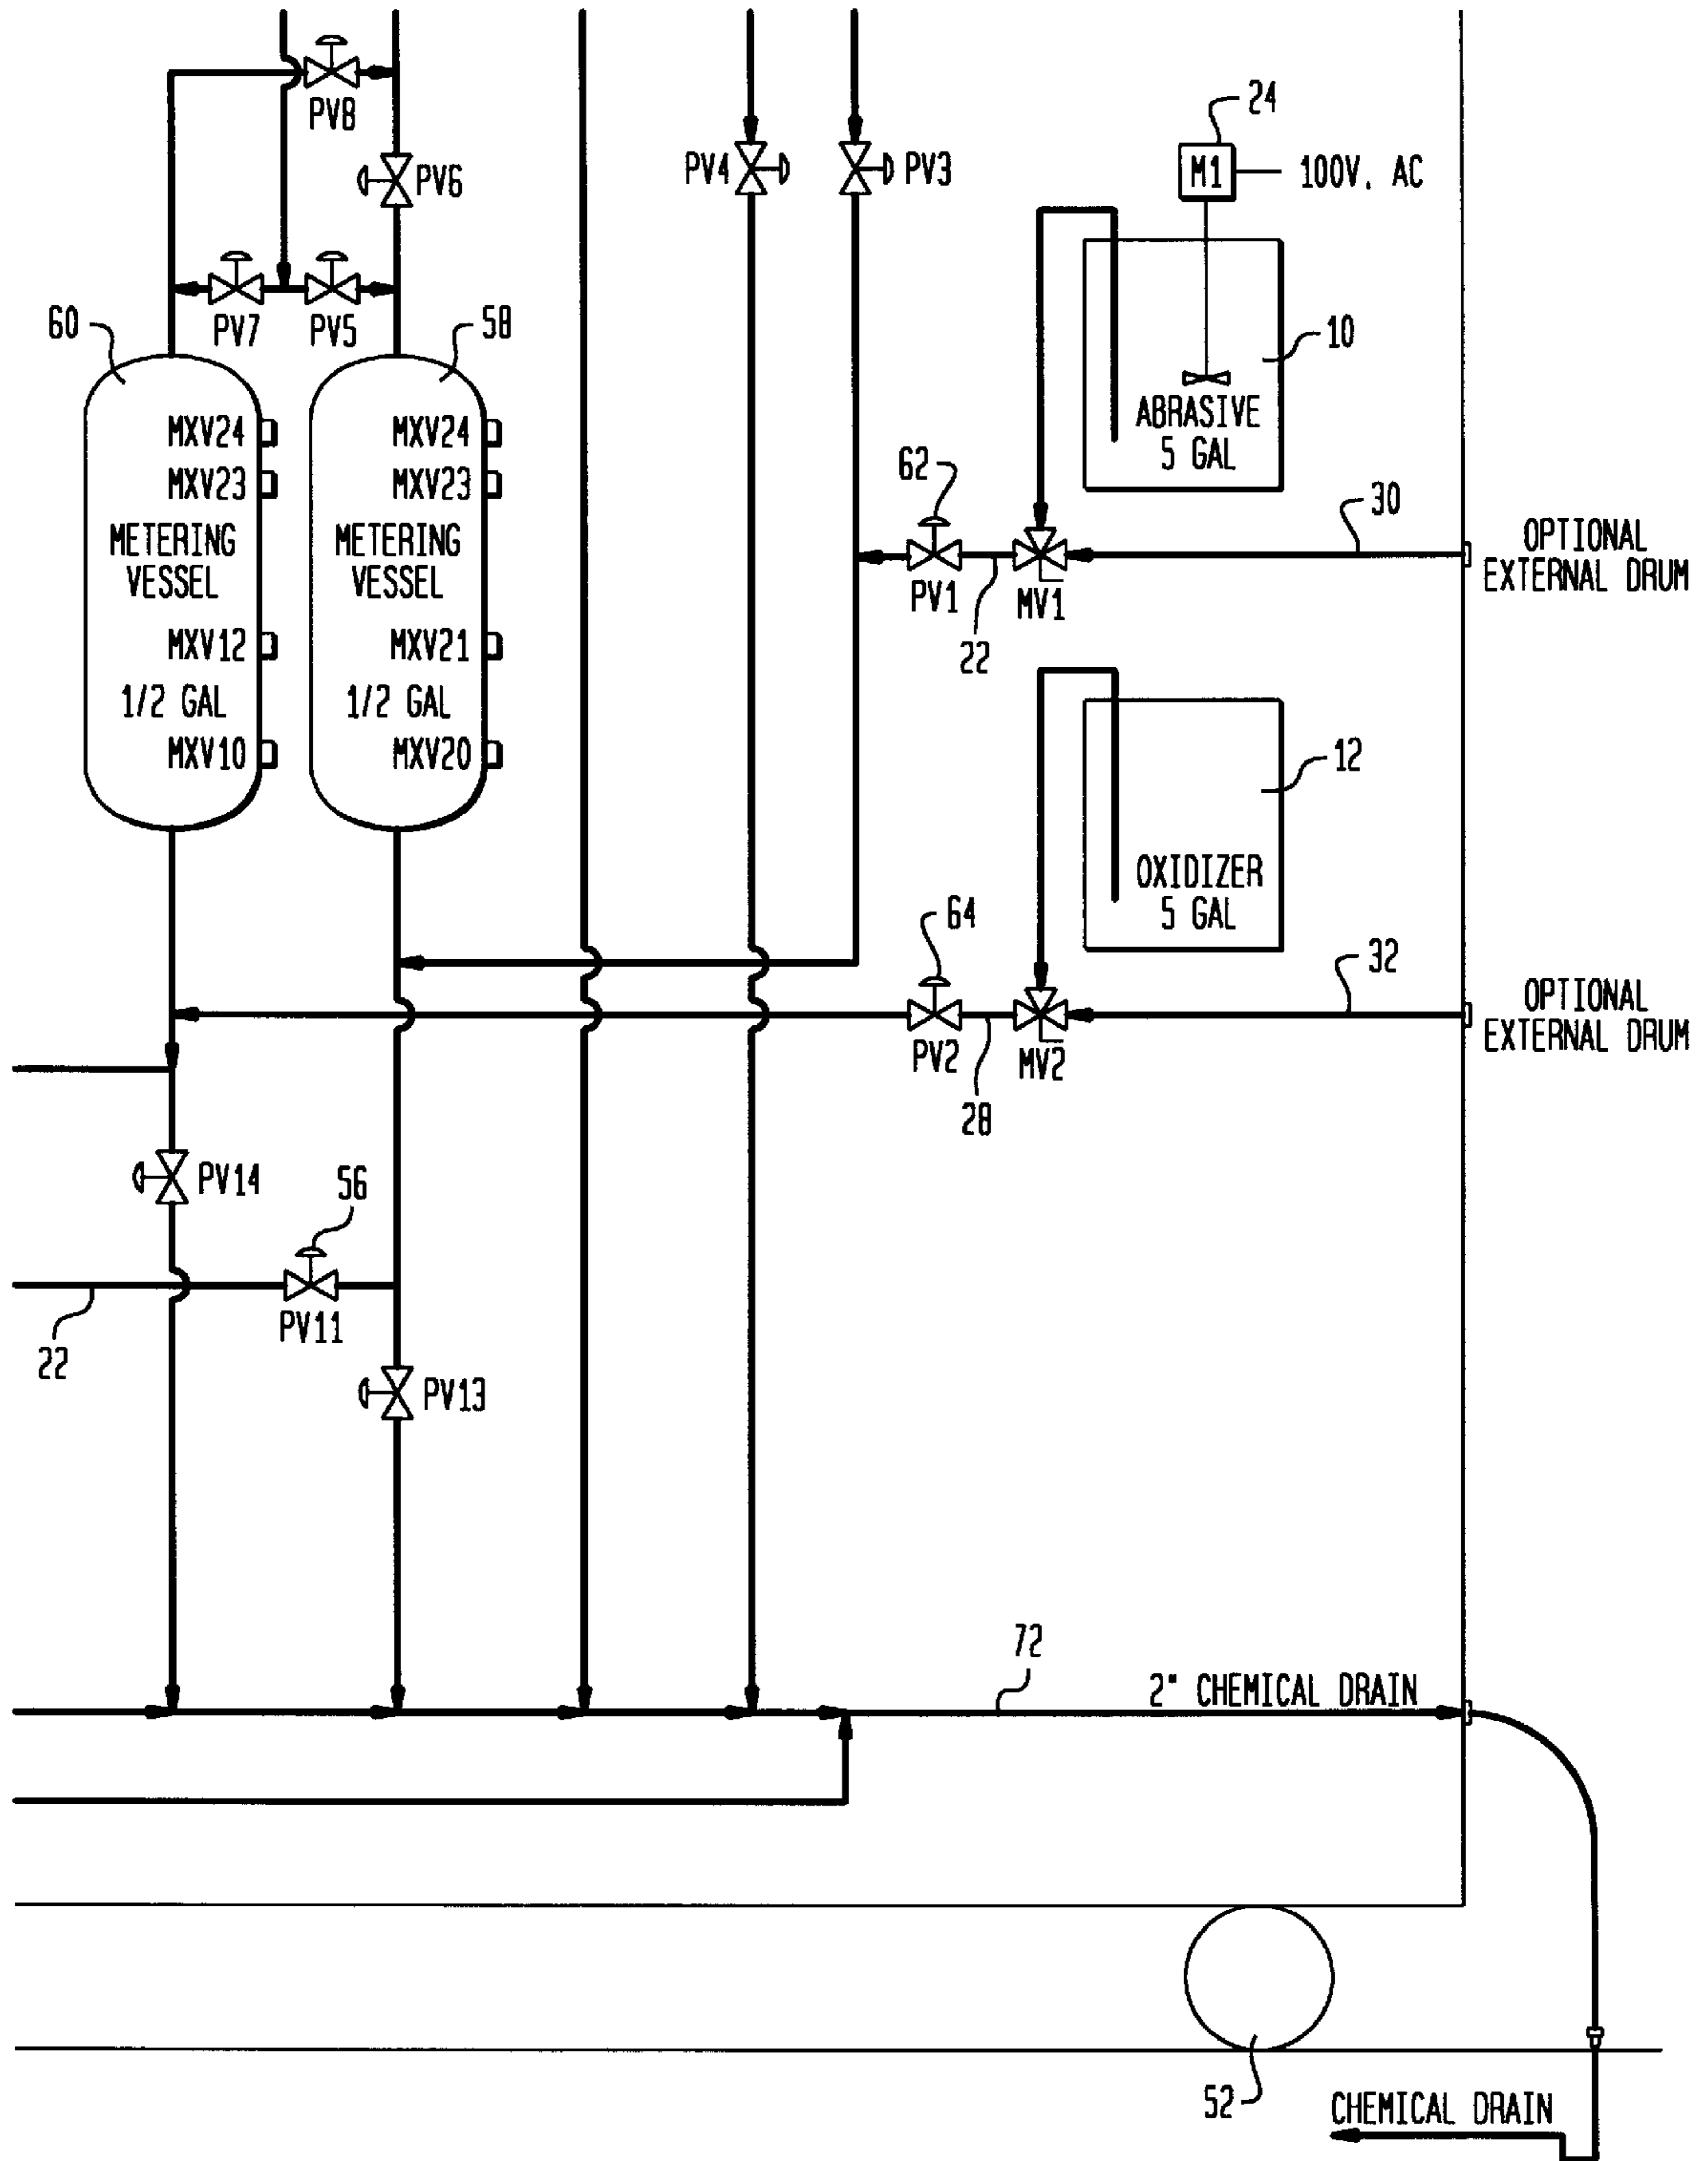 24
PV8
M1
100V. AC
PV6
PV4
PV3
60
PV7
PV5
58
10
ABRASIVE
5 GAL
MXV24
MXV23
METERING
VESSEL
MXV12
1/2 GAL
MXV10
MXV24
MXV23
METERING
VESSEL
MXV21
1/2 GAL
MXV20
62
30
OPTIONAL
EXTERNAL DRUM
PV1
MV1
22
12
OXIDIZER
5 GAL
64
32
OPTIONAL
EXTERNAL DRUM
PV2
MV2
28
PV14
56
PV11
22
PV13
72
2" CHEMICAL DRAIN
52
CHEMICAL DRAIN